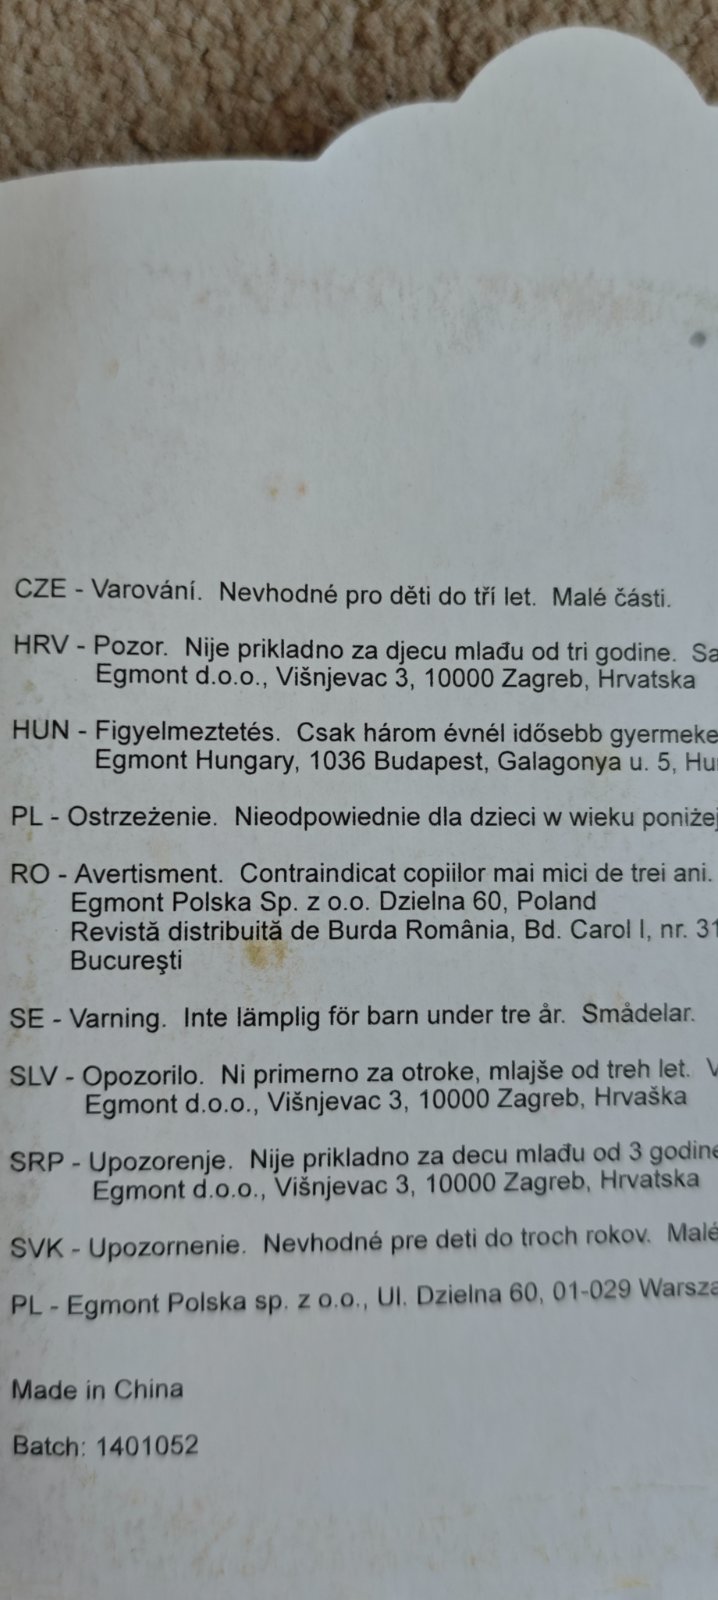 CZE - Varování. Nevhodné pro děti do tří let. Malé části.
HRV - Pozor. Nije prikladno za djecu mlađu od tri godine.
Egmont d.o.o., Višnjevac 3, 10000 Zagreb, Hrvatska
HUN - Figyelmeztetés. Csak három évnél idősebb
Egmont Hungary, 1036 Budapest, Galagonya u. 5,
PL - Ostrzeżenie. Nieodpowiednie dla dzieci w wieku
RO - Avertisment. Contraindicat copiilor mai mici de trei ani.
Egmont Polska Sp. z o.o. Dzielna 60, Poland
Revistă distribuită de Burda România, Bd. Carol I, nr.
Bucureşti
SE - Varning. Inte lämplig för barn under tre år. Smådelar.
SLV - Opozorilo. Ni primerno za otroke, mlajše od treh let.
Egmont d.o.o., Višnjevac 3, 10000 Zagreb, Hrvaška
SRP - Upozorenje. Nije prikladno za decu mlađu od 3
Egmont d.o.o., Višnjevac 3, 10000 Zagreb, Hrvatska
SVK - Upozornenie. Nevhodné pre deti do troch rokov. Malé
PL - Egmont Polska sp. z o.o., Ul. Dzielna 60, 01-029
Made in China
Batch: 1401052